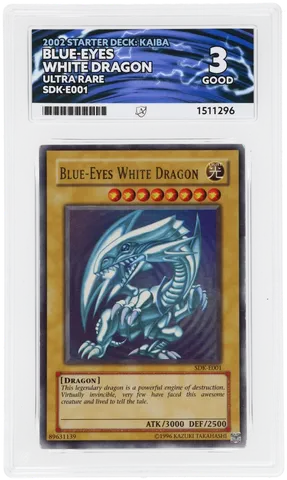 2002 STARTER DECK: KAIBA
BLUE-EYES
WHITE DRAGON
ULTRA RARE
SDK-E001
3
GOOD
1511296
BLUE-EYES WHITE DRAGON
光
SDK-E001
[DRAGON]
This legendary dragon is a powerful engine of destruction.
Virtually invincible, very few have faced this awesome
creature and lived to tell the tale.
ATK/3000 DEF/2500
89631139
©1996 KAZUKI TAKAHASHI